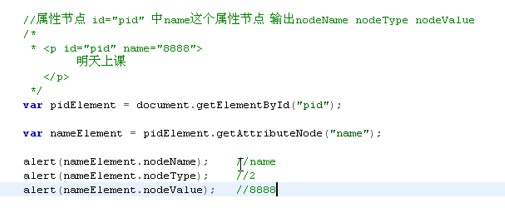 //属性节点 id="pid" 中name这个属性节点 输出nodeName nodeType nodeValue
/*
* <p id="pid" name="8888">
明天上课
</p>
*/
var pidElement = document.getElementById("pid");
var nameElement = pidElement.getAttributeNode("name");
alert(nameElement.nodeName); //name
alert(nameElement.nodeType); //2
alert(nameElement.nodeValue); //8888